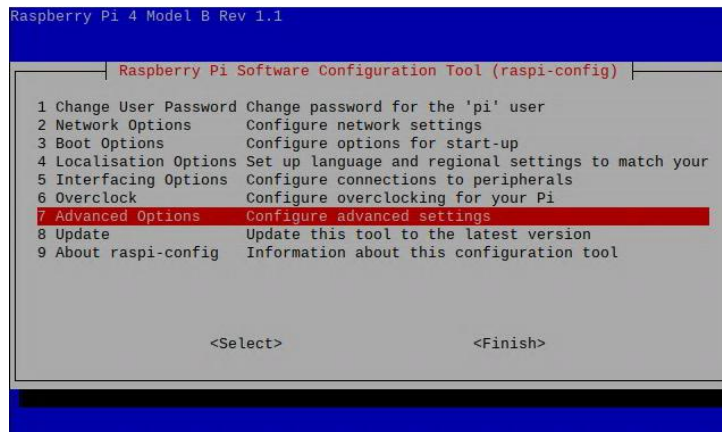 Raspberry Pi 4 Model B Rev 1.1
Raspberry Pi Software Configuration Tool (raspi-config)
1 Change User Password Change password for the 'pi' user
2 Network Options Configure network settings
3 Boot Options Configure options for start-up
4 Localisation Options Set up language and regional settings to match your
5 Interfacing Options Configure connections to peripherals
6 Overclock Configure overclocking for your Pi
7 Advanced Options Configure advanced settings
8 Update Update this tool to the latest version
9 About raspi-config Information about this configuration tool
<Select> <Finish>